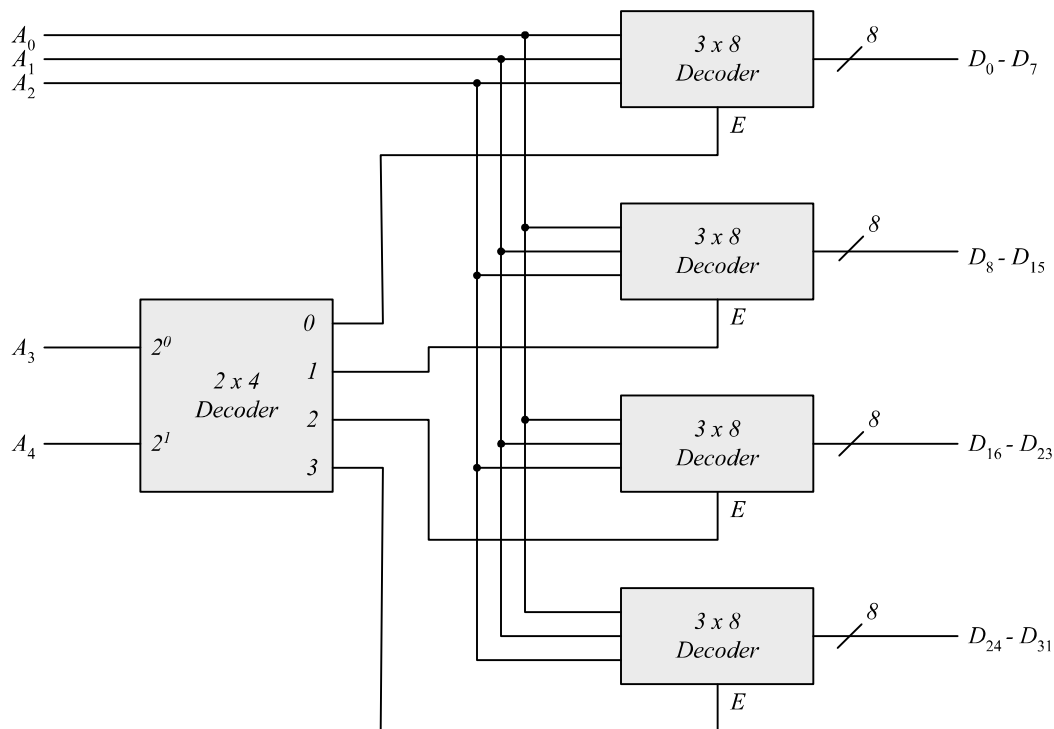 A₀
A₁
A₂
3 x 8
Decoder
8
D₀ - D₇
E
3 x 8
Decoder
8
D₈ - D₁₅
E
A₃
A₄
2⁰
2¹
2 x 4
Decoder
0
1
2
3
3 x 8
Decoder
8
D₁₆ - D₂₃
E
3 x 8
Decoder
8
D₂₄ - D₃₁
E